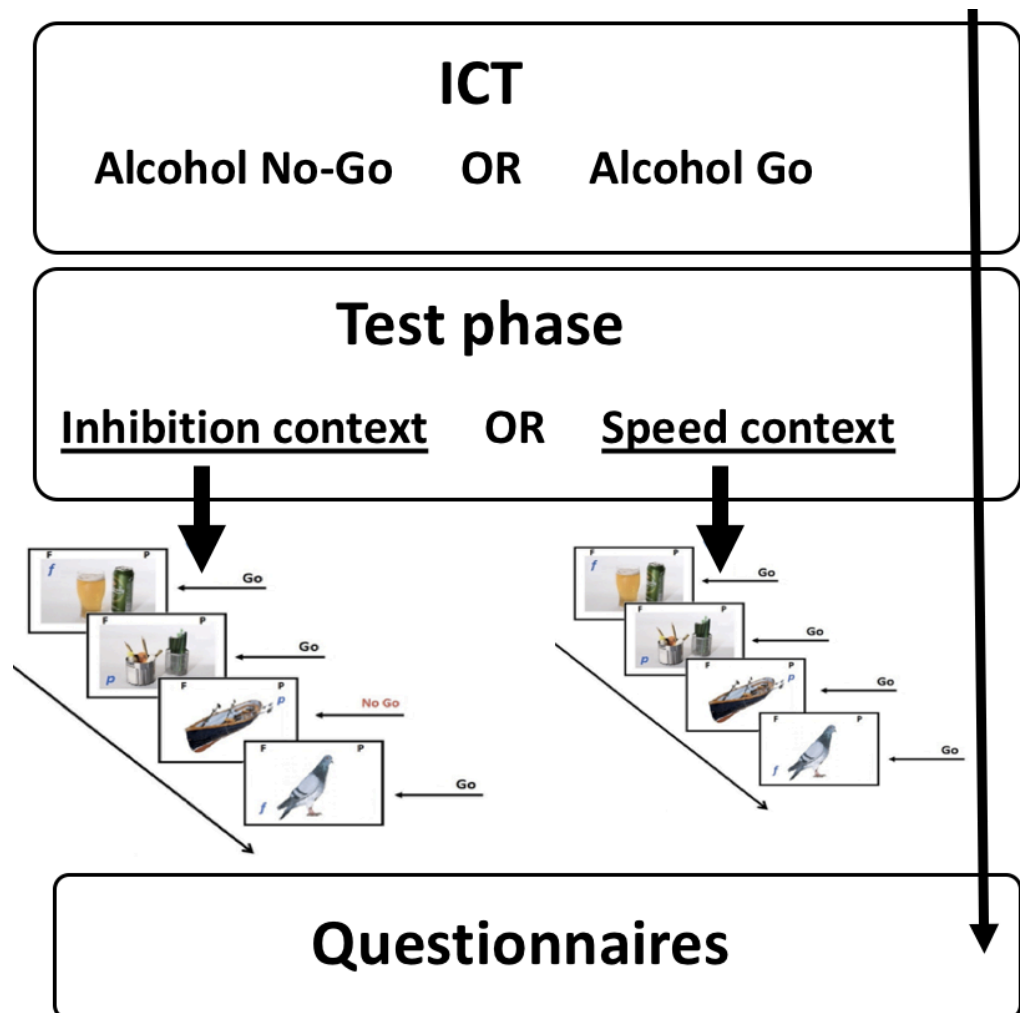 ICT
Alcohol No-Go OR Alcohol Go
Test phase
Inhibition context OR Speed context
F P
f
Go
p
Go
F P
p
No Go
F P
f
Go
F P
f
Go
F P
p
Go
F P
p
Go
F P
f
Go
Questionnaires